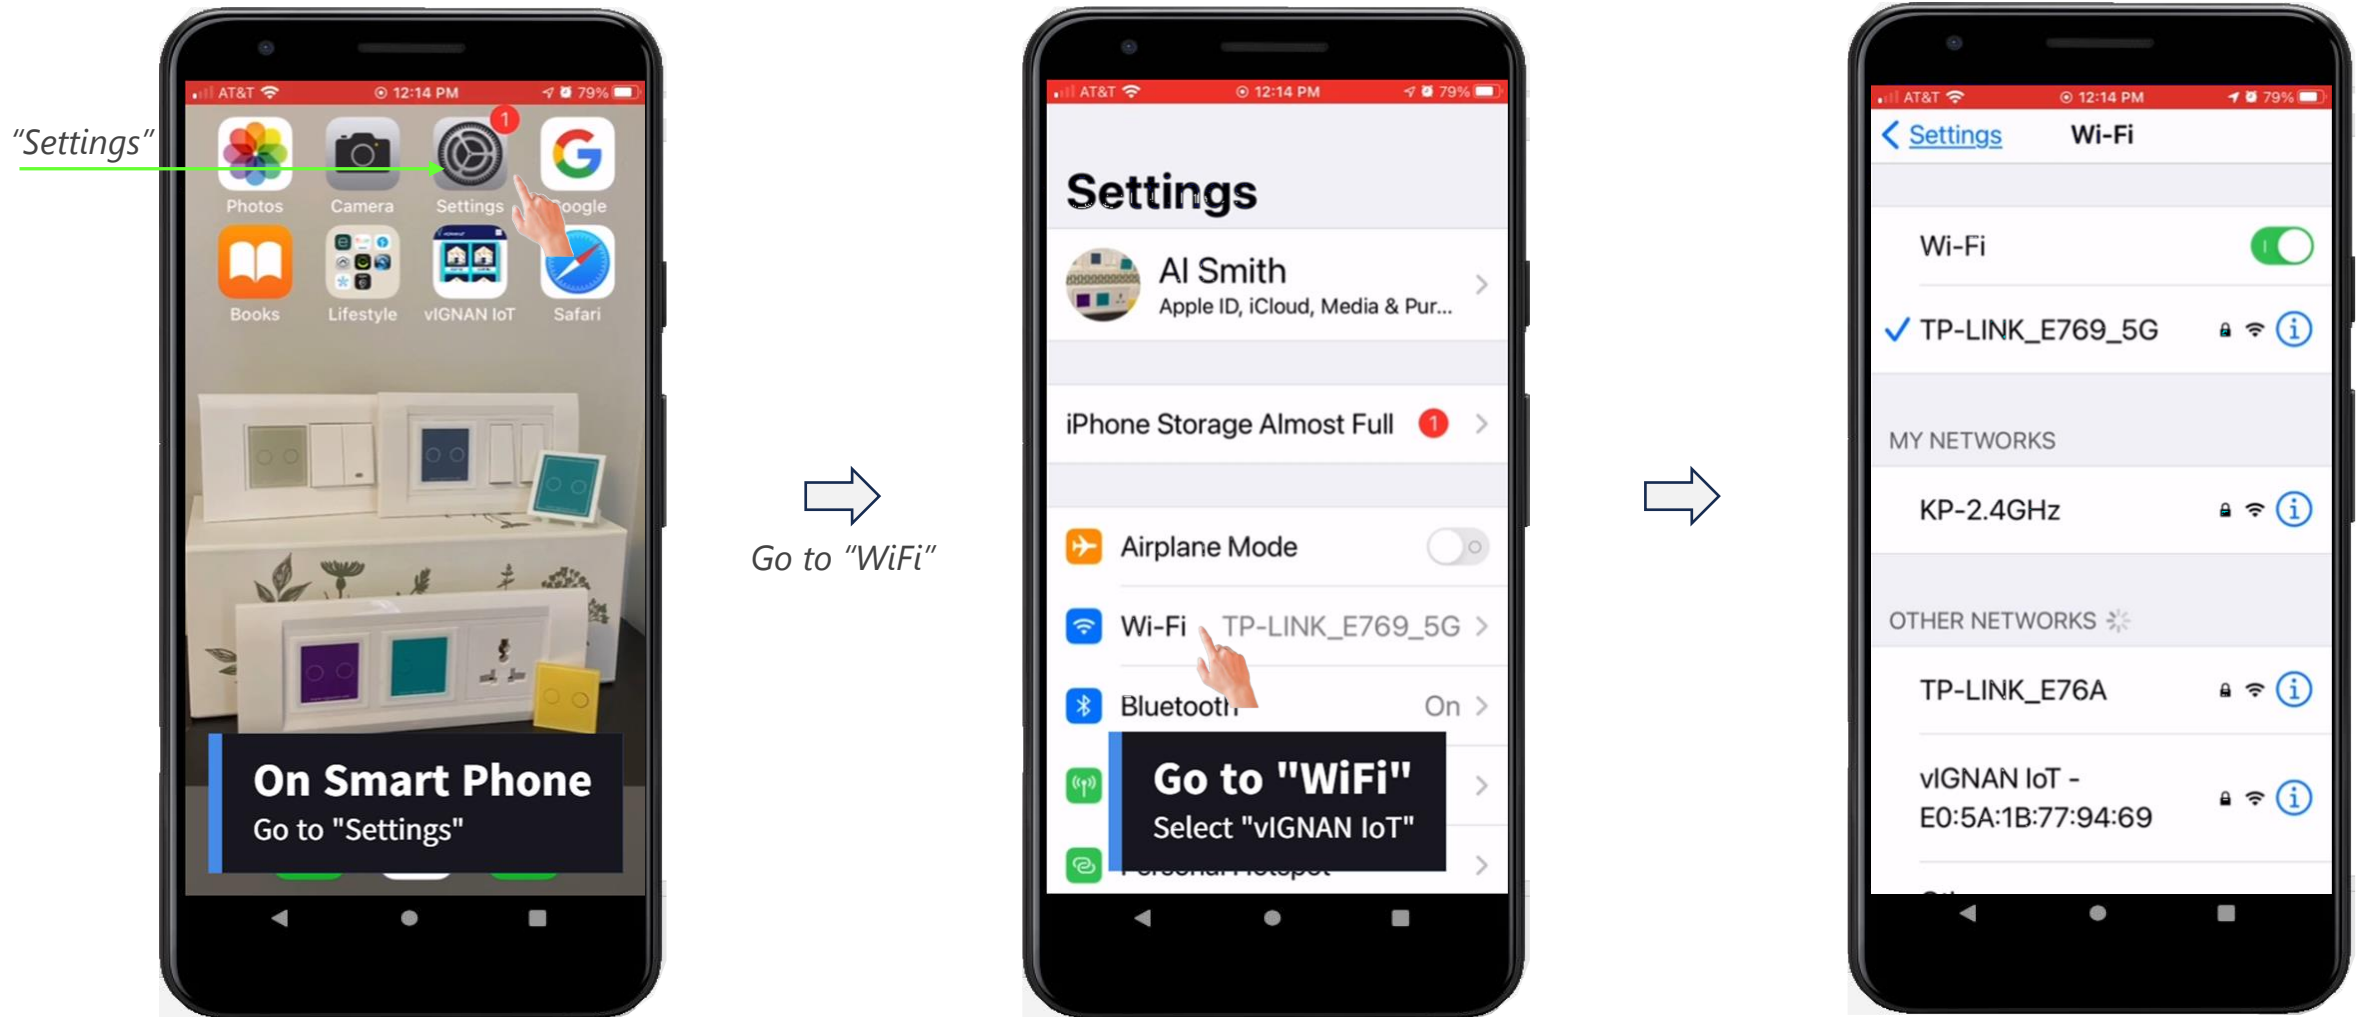 “Settings”
AT&T 12:14 PM 79%
1
Photos Camera Settings Google
Books Lifestyle vIGNAN IoT Safari
On Smart Phone
Go to "Settings"
Go to “WiFi”
AT&T 12:14 PM 79%
Settings
Al Smith
Apple ID, iCloud, Media & Pur...
iPhone Storage Almost Full 1
Airplane Mode
Wi-Fi TP-LINK_E769_5G
Bluetooth On
Go to "WiFi"
Select "vIGNAN IoT"
Personal Hotspot
AT&T 12:14 PM 79%
Settings Wi-Fi
Wi-Fi
TP-LINK_E769_5G
MY NETWORKS
KP-2.4GHz
OTHER NETWORKS
TP-LINK_E76A
vIGNAN IoT -
E0:5A:1B:77:94:69